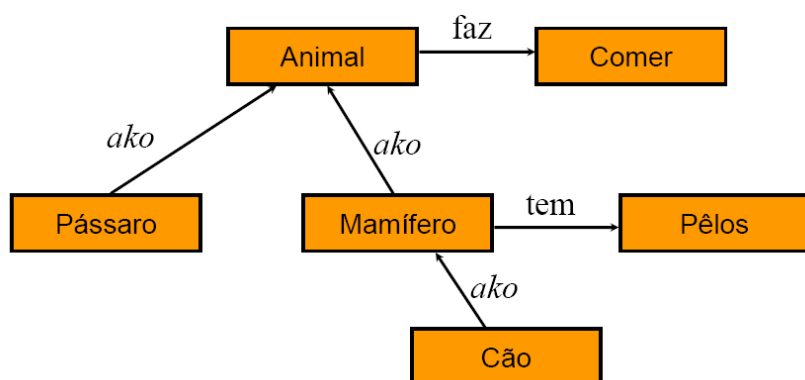 faz
Animal
Comer
ako
ako
tem
Pássaro
Mamífero
Pêlos
ako
Cão